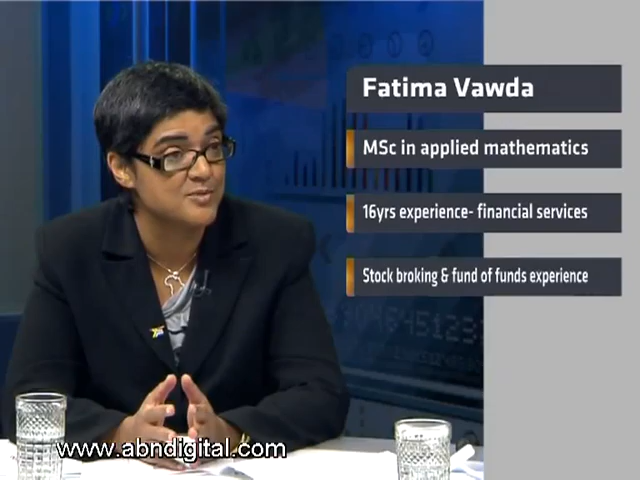 Fatima Vawda
MSc in applied mathematics
16yrs experience- financial services
Stock broking & fund of funds experience
www.abndigital.com